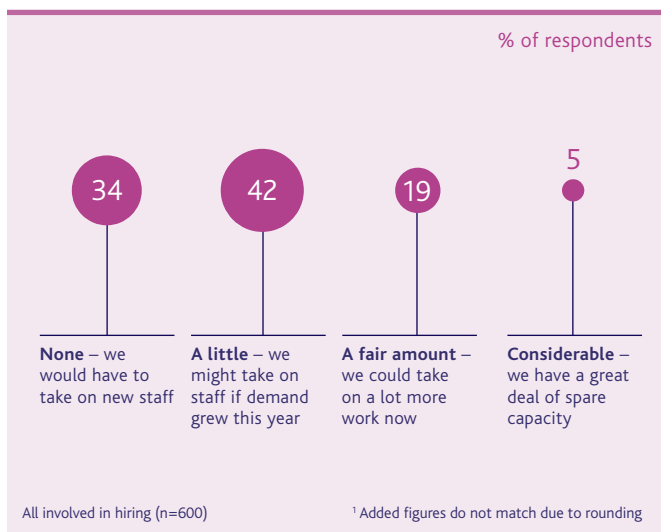 % of respondents
34
42
19
5
None – we
would have to
take on new staff
A little – we
might take on
staff if demand
grew this year
A fair amount –
we could take
on a lot more
work now
Considerable –
we have a great
deal of spare
capacity
All involved in hiring (n=600)
¹ Added figures do not match due to rounding